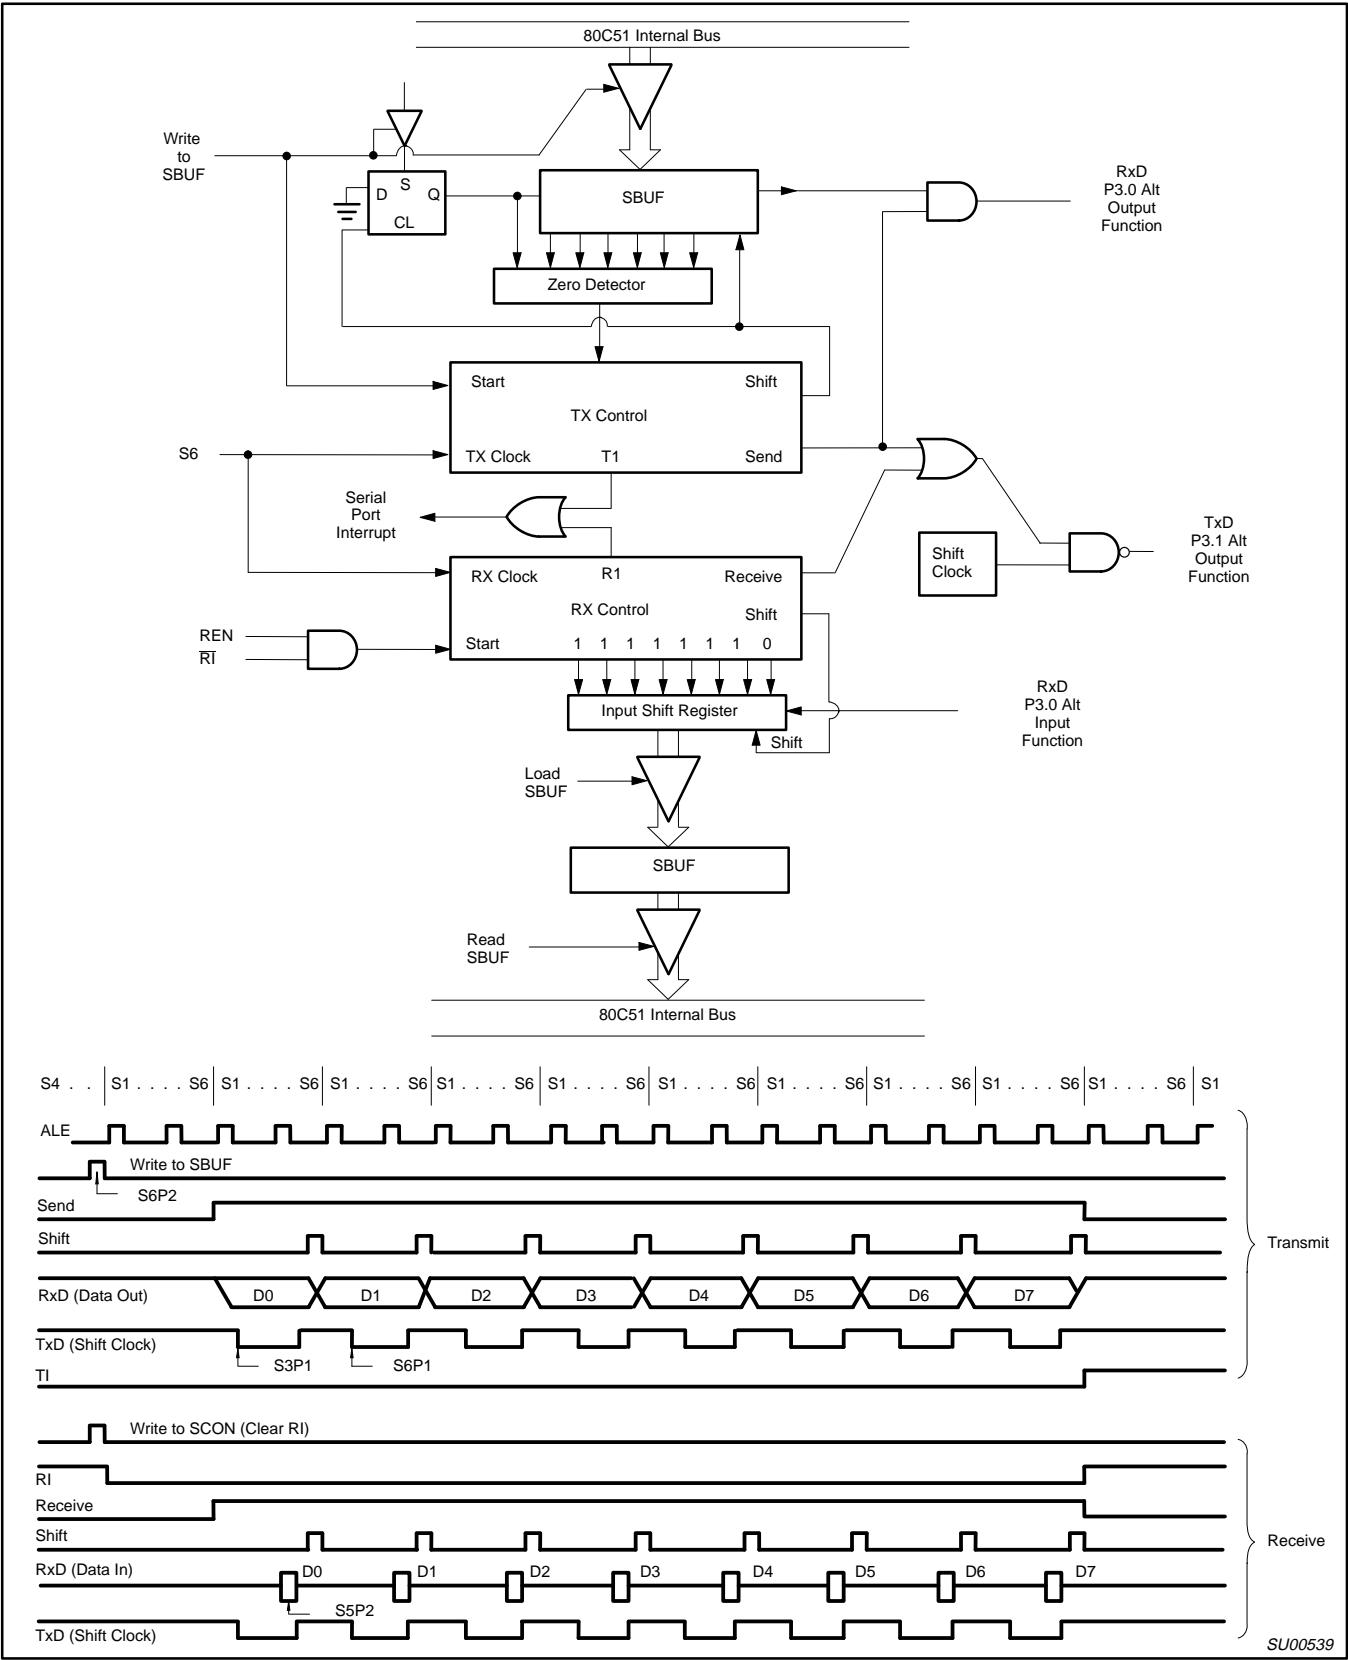 80C51 Internal Bus
Write
to
SBUF
S
D
Q
CL
SBUF
RxD
P3.0 Alt
Output
Function
Zero Detector
Start
Shift
TX Control
S6
TX Clock
T1
Send
Serial
Port
Interrupt
TxD
P3.1 Alt
Output
Function
Shift
Clock
RX Clock
R1
Receive
RX Control
Shift
REN
RI
Start
1 1 1 1 1 1 1 0
RxD
P3.0 Alt
Input
Function
Input Shift Register
Shift
Load
SBUF
SBUF
Read
SBUF
80C51 Internal Bus
S4 . . S1 . . . . S6 S1 . . . . S6 S1 . . . . S6 S1 . . . . S6 S1 . . . . S6 S1 . . . . S6 S1 . . . . S6 S1 . . . . S6 S1 . . . . S6 S1 . . . . S6 S1
ALE
Write to SBUF
S6P2
Send
Shift
Transmit
RxD (Data Out) D0 D1 D2 D3 D4 D5 D6 D7
TxD (Shift Clock)
S3P1 S6P1
TI
Write to SCON (Clear RI)
RI
Receive
Shift
Receive
RxD (Data In) D0 D1 D2 D3 D4 D5 D6 D7
S5P2
TxD (Shift Clock)
SU00539